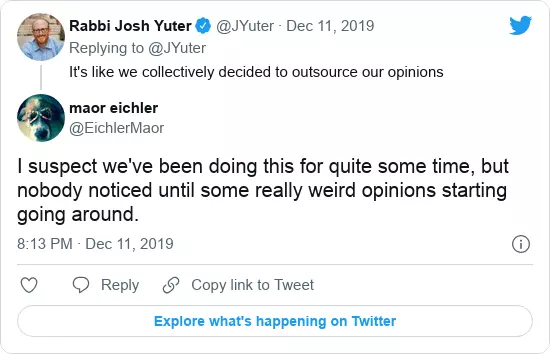 Rabbi Josh Yuter @JYuter · Dec 11, 2019
Replying to @JYuter
It's like we collectively decided to outsource our opinions
maor eichler
@EichlerMaor
I suspect we've been doing this for quite some time, but
nobody noticed until some really weird opinions starting
going around.
8:13 PM · Dec 11, 2019
Reply Copy link to Tweet
Explore what's happening on Twitter